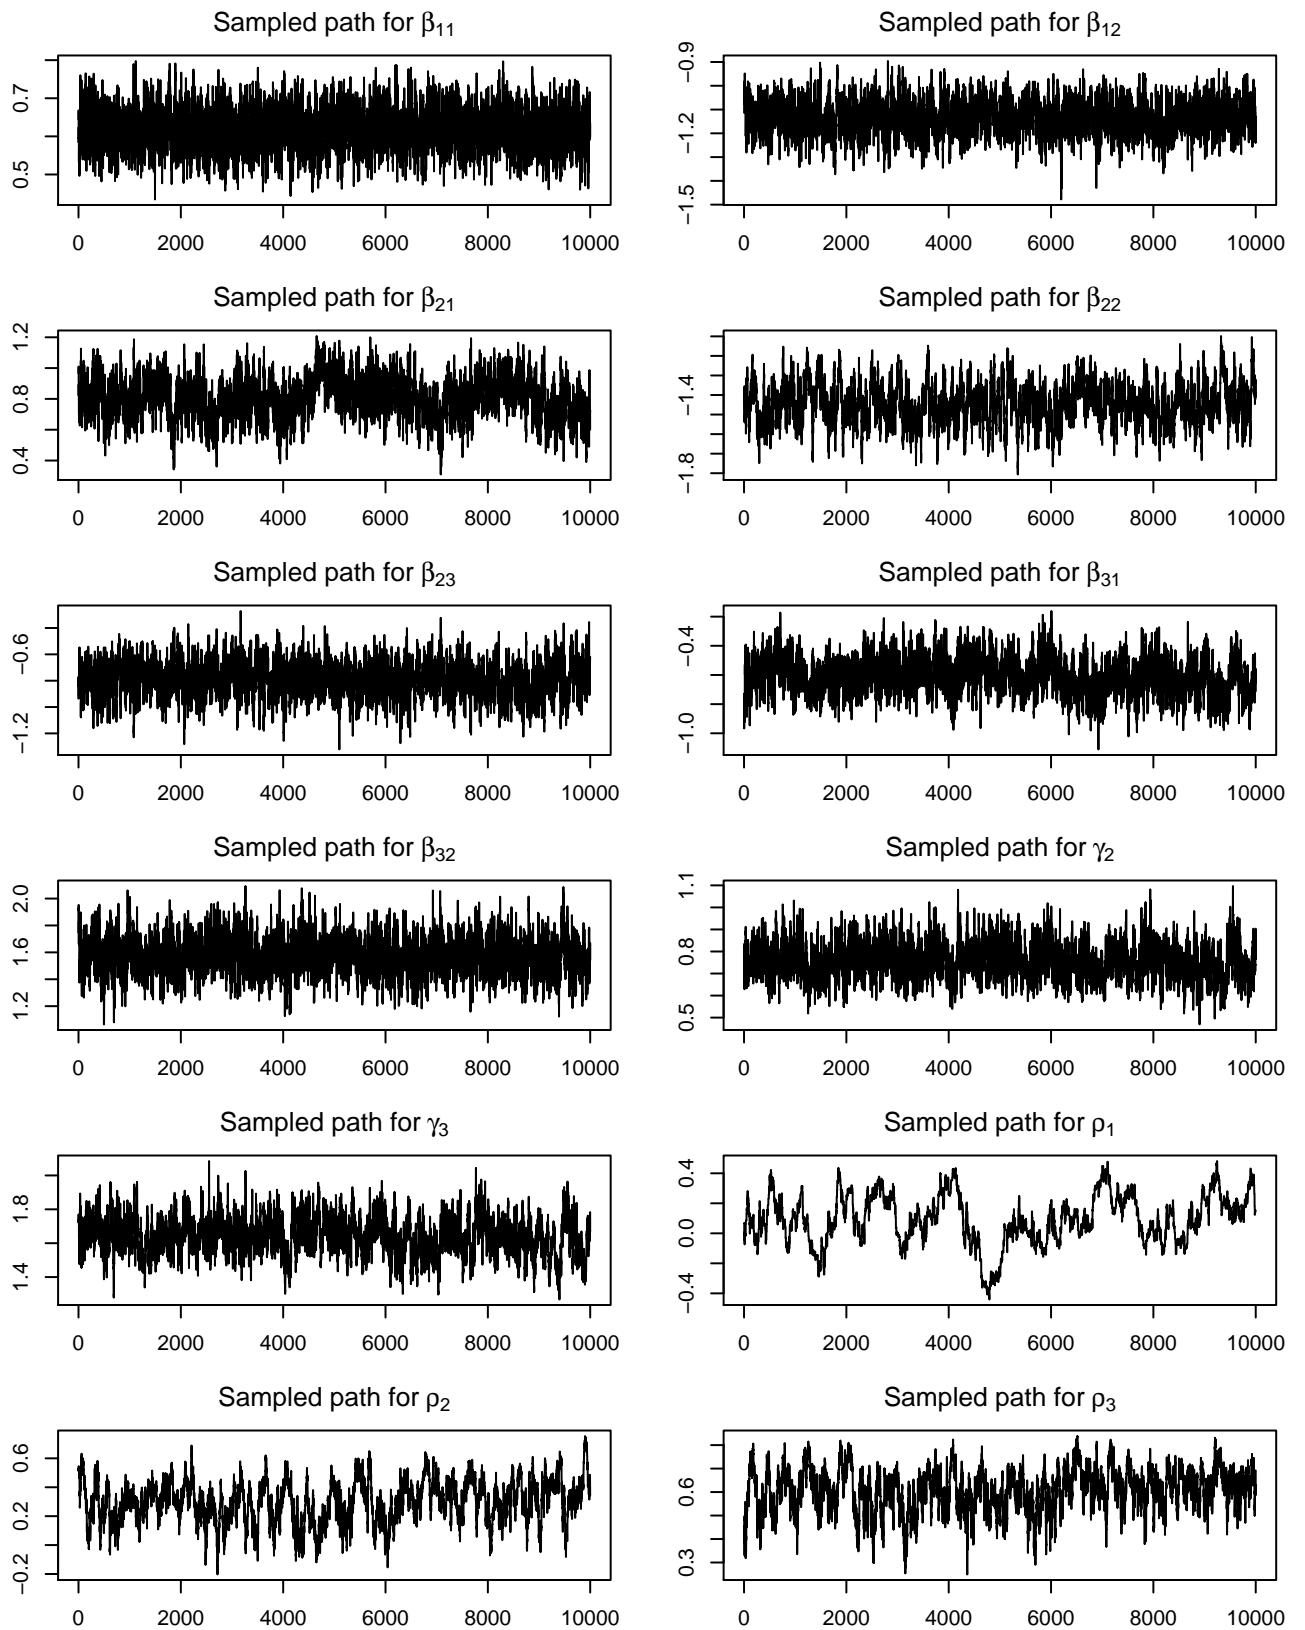 Sampled path for β11
0.5 0.7
0 2000 4000 6000 8000 10000
Sampled path for β12
−1.5 −1.2 −0.9
0 2000 4000 6000 8000 10000
Sampled path for β21
0.4 0.8 1.2
0 2000 4000 6000 8000 10000
Sampled path for β22
−1.8 −1.4
0 2000 4000 6000 8000 10000
Sampled path for β23
−1.2 −0.6
0 2000 4000 6000 8000 10000
Sampled path for β31
−1.0 −0.4
0 2000 4000 6000 8000 10000
Sampled path for β32
1.2 1.6 2.0
0 2000 4000 6000 8000 10000
Sampled path for γ2
0.5 0.8 1.1
0 2000 4000 6000 8000 10000
Sampled path for γ3
1.4 1.8
0 2000 4000 6000 8000 10000
Sampled path for ρ1
−0.4 0.0 0.4
0 2000 4000 6000 8000 10000
Sampled path for ρ2
−0.2 0.2 0.6
0 2000 4000 6000 8000 10000
Sampled path for ρ3
0.3 0.6
0 2000 4000 6000 8000 10000